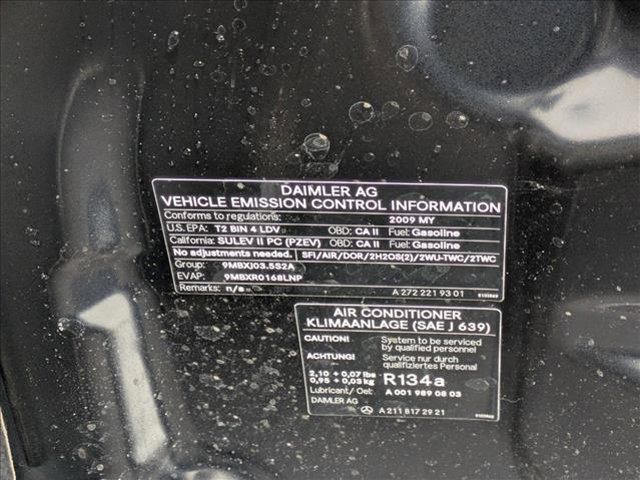 DAIMLER AG
VEHICLE EMISSION CONTROL INFORMATION
Conforms to regulations: 2009 MY
U.S. EPA: T2 BIN 4 LDV OBD: CA II Fuel: Gasoline
California: SULEV II PC (PZEV) OBD: CA II Fuel: Gasoline
No adjustments needed. SFI/AIR/DOR/2H2OS(2)/2WU-TWC/2TWC
Group: 9MBXJ03.5S2A
EVAP: 9MBXR0168LNP
Remarks: n/a A 272 221 93 01
AIR CONDITIONER
KLIMAANLAGE (SAE J 639)
CAUTION! System to be serviced
by qualified personnel
ACHTUNG! Service nur durch
qualifiziertes Personal
2,10 + 0,07 lbs
0,95 + 0,03 kg R134a
Lubricant/Oel: A 001 989 08 03
DAIMLER AG
A 211 817 29 21